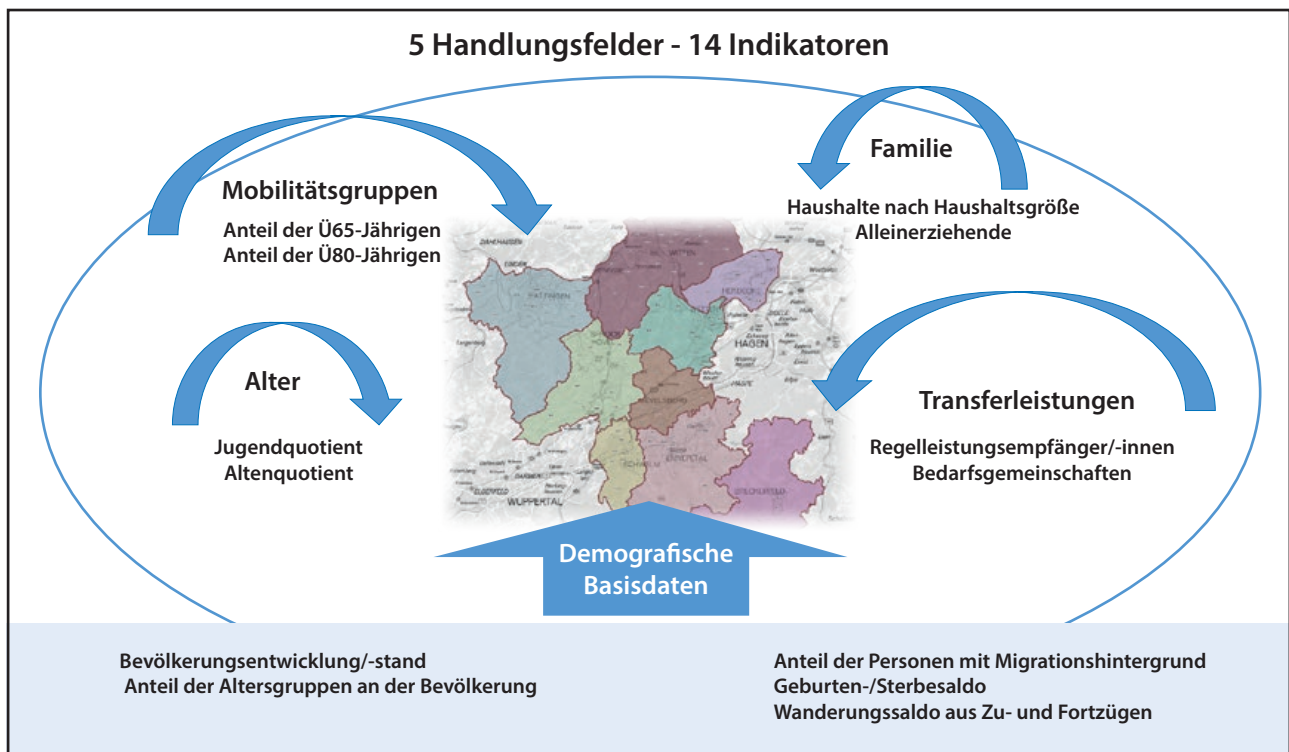 5 Handlungsfelder - 14 Indikatoren
Mobilitätsgruppen
Anteil der Ü65-Jährigen
Anteil der Ü80-Jährigen
Familie
Haushalte nach Haushaltsgröße
Alleinerziehende
Alter
Jugendquotient
Altenquotient
Transferleistungen
Regelleistungsempfänger/-innen
Bedarfsgemeinschaften
HATTINGEN
HAGEN
HASPE
WUPPERTAL
Demografische
Basisdaten
Bevölkerungsentwicklung/-stand
Anteil der Altersgruppen an der Bevölkerung
Anteil der Personen mit Migrationshintergrund
Geburten-/Sterbesaldo
Wanderungssaldo aus Zu- und Fortzügen